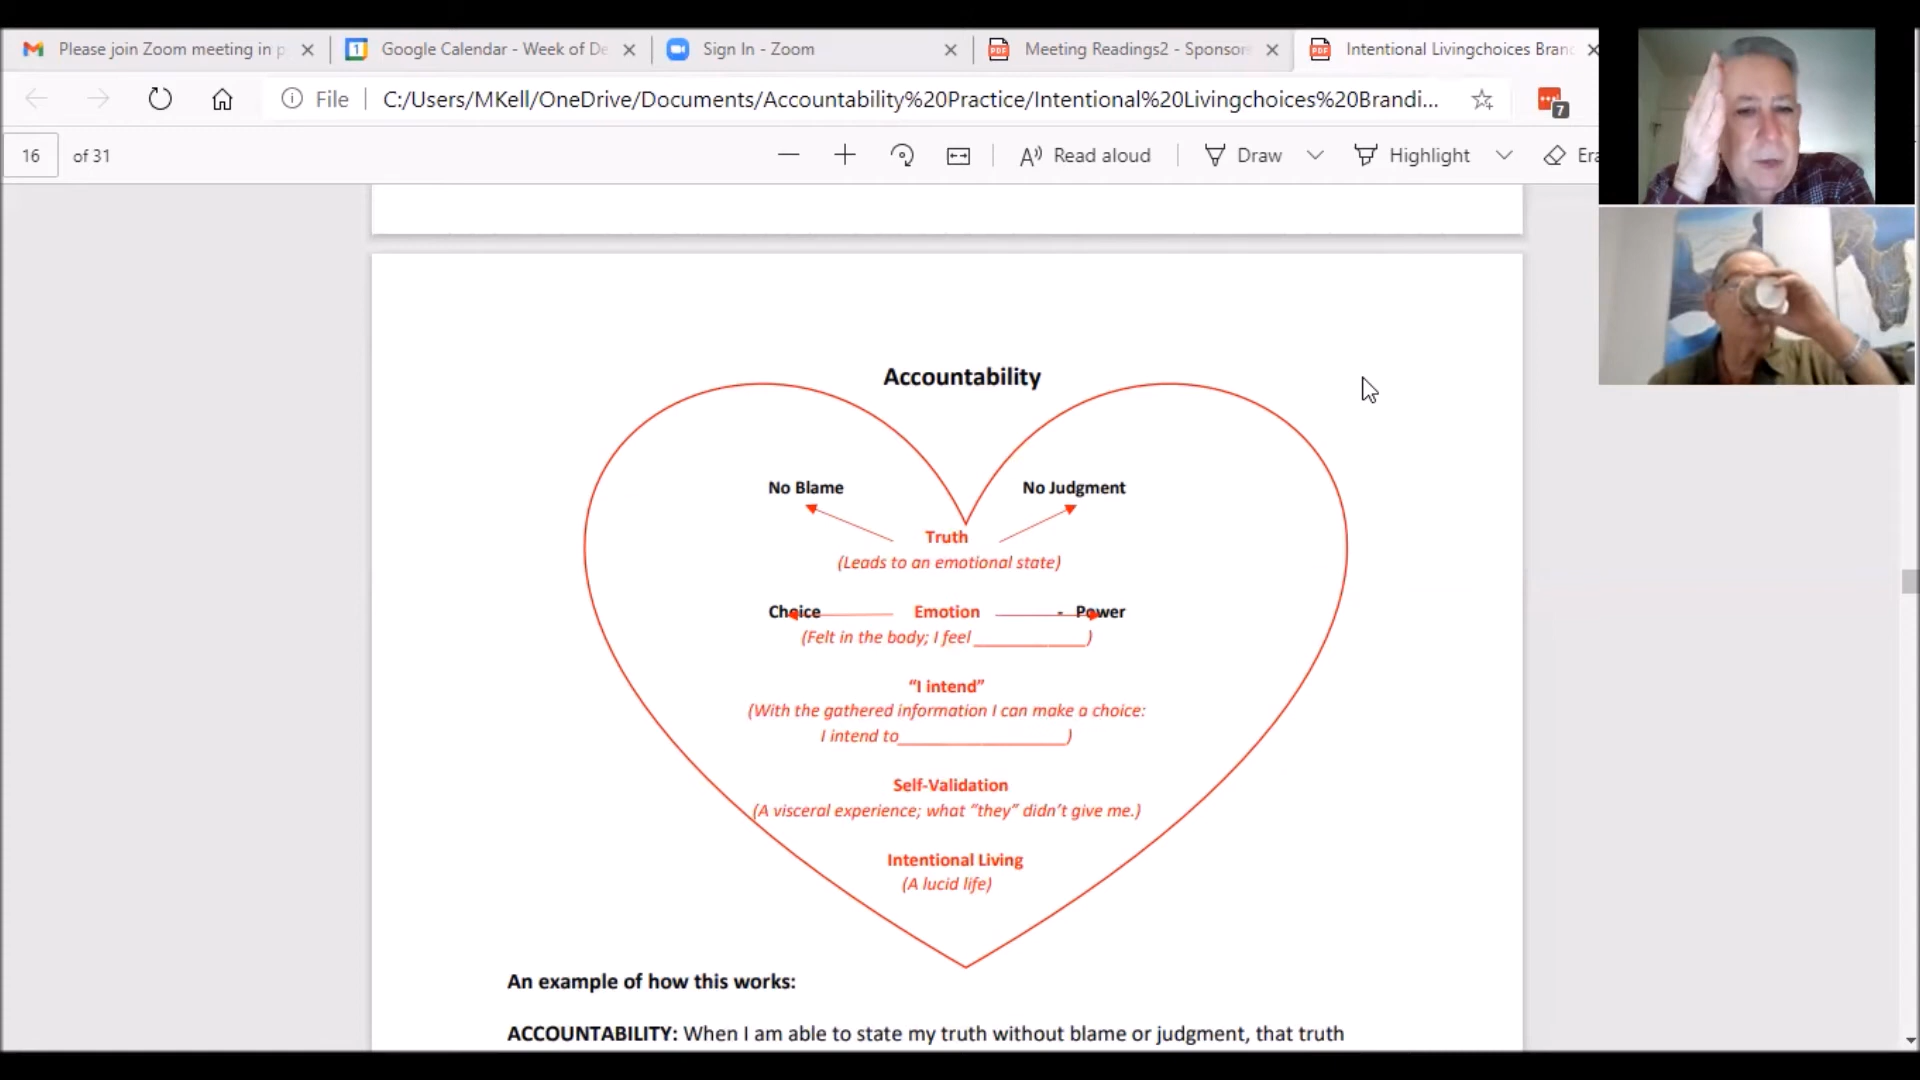 Please join Zoom meeting in p
Google Calendar - Week of De
Sign In - Zoom
Meeting Readings2 - Sponsor
Intentional Livingchoices Bran
File
C:/Users/MKell/OneDrive/Documents/Accountability%20Practice/Intentional%20Livingchoices%20Brandi...
7
16 of 31
Read aloud
Draw
Highlight
Era
Accountability
No Blame No Judgment
Truth
(Leads to an emotional state)
Choice Emotion - Power
(Felt in the body; I feel ____________)
“I intend”
(With the gathered information I can make a choice:
I intend to__________________)
Self-Validation
(A visceral experience; what “they” didn’t give me.)
Intentional Living
(A lucid life)
An example of how this works:
ACCOUNTABILITY: When I am able to state my truth without blame or judgment, that truth